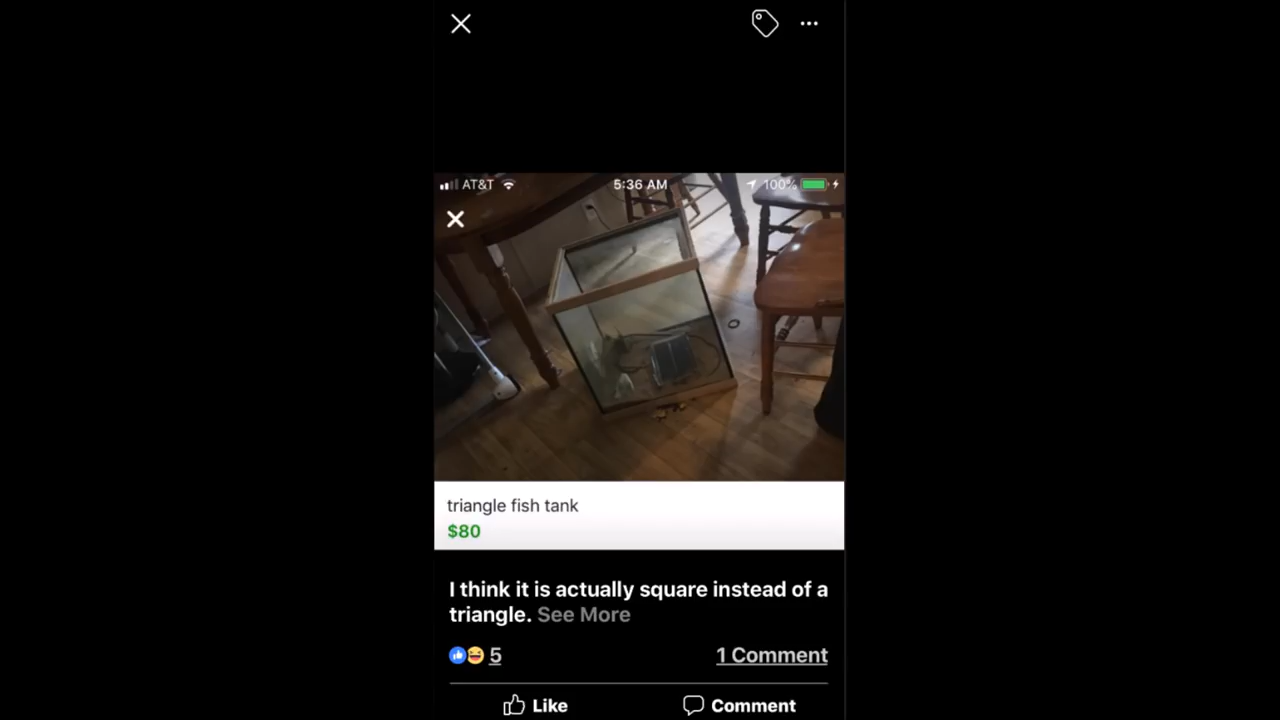 AT&T 5:36 AM 100%
triangle fish tank
$80
I think it is actually square instead of a
triangle. See More
5 1 Comment
Like Comment